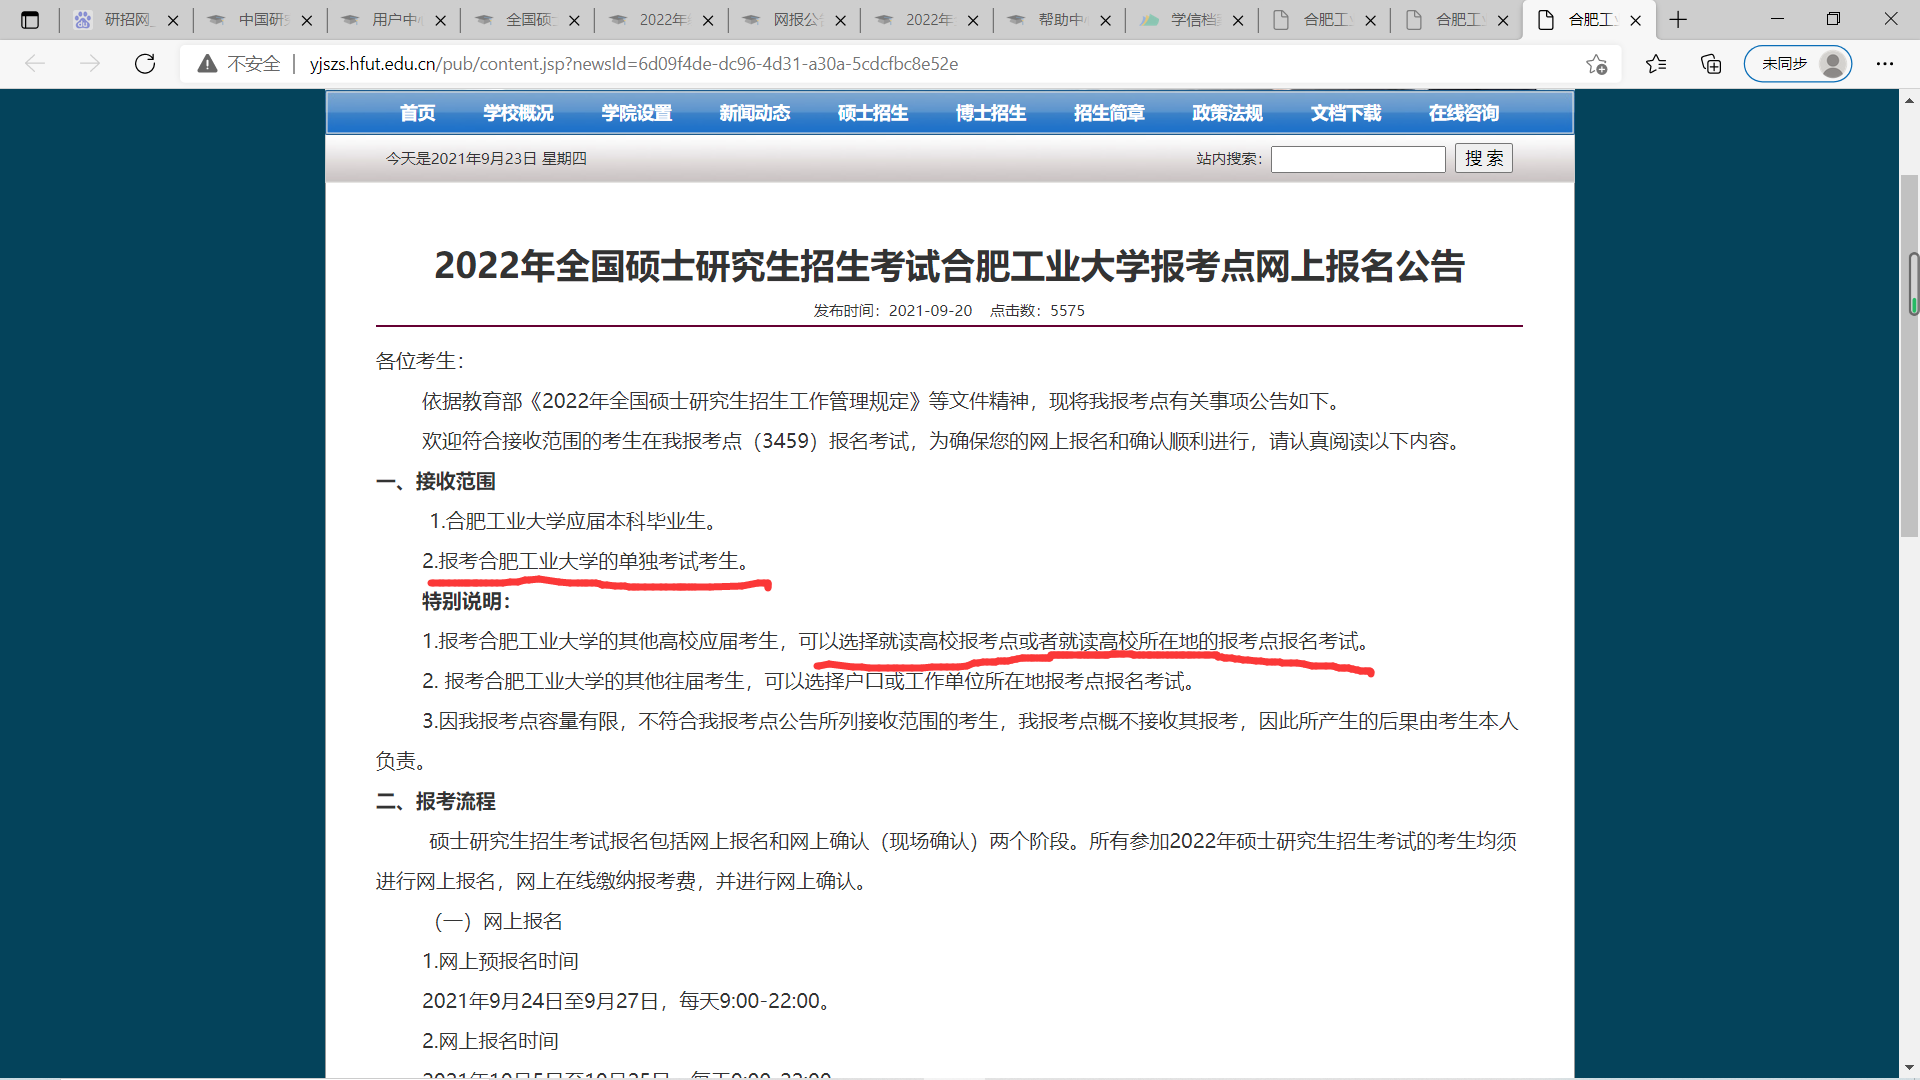 研招网_
中国研
用户中心
全国硕士
2022年
网报公告
2022年
帮助中心
学信档案
合肥工
合肥工
合肥工
不安全
yjszs.hfut.edu.cn/pub/content.jsp?newsId=6d09f4de-dc96-4d31-a30a-5cdcfbc8e52e
未同步
首页 学校概况 学院设置 新闻动态 硕士招生 博士招生 招生简章 政策法规 文档下载 在线咨询
今天是2021年9月23日 星期四
站内搜索: 搜 索
2022年全国硕士研究生招生考试合肥工业大学报考点网上报名公告
发布时间：2021-09-20 点击数：5575
各位考生：
依据教育部《2022年全国硕士研究生招生工作管理规定》等文件精神，现将我报考点有关事项公告如下。
欢迎符合接收范围的考生在我报考点（3459）报名考试，为确保您的网上报名和确认顺利进行，请认真阅读以下内容。
一、接收范围
1.合肥工业大学应届本科毕业生。
2.报考合肥工业大学的单独考试考生。
特别说明：
1.报考合肥工业大学的其他高校应届考生，可以选择就读高校报考点或者就读高校所在地的报考点报名考试。
2. 报考合肥工业大学的其他往届考生，可以选择户口或工作单位所在地报考点报名考试。
3.因我报考点容量有限，不符合我报考点公告所列接收范围的考生，我报考点概不接收其报考，因此所产生的后果由考生本人
负责。
二、报考流程
硕士研究生招生考试报名包括网上报名和网上确认（现场确认）两个阶段。所有参加2022年硕士研究生招生考试的考生均须
进行网上报名，网上在线缴纳报考费，并进行网上确认。
（一）网上报名
1.网上预报名时间
2021年9月24日至9月27日，每天9:00-22:00。
2.网上报名时间
2021年10月5日至10月25日，每天9:00-22:00